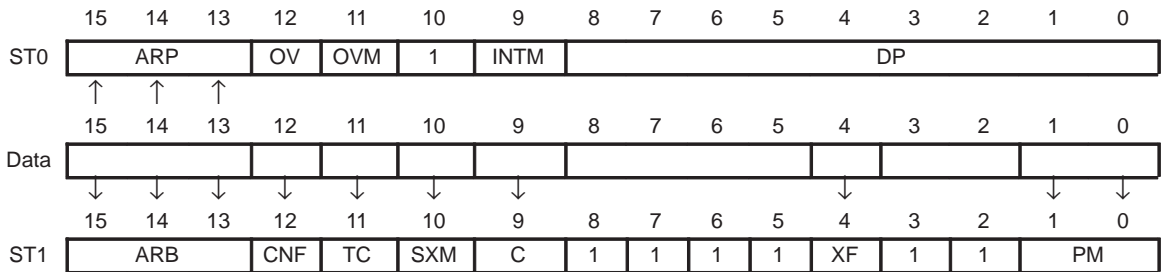 15 14 13 12 11 10 9 8 7 6 5 4 3 2 1 0
ST0 ARP OV OVM 1 INTM DP
15 14 13 12 11 10 9 8 7 6 5 4 3 2 1 0
Data
15 14 13 12 11 10 9 8 7 6 5 4 3 2 1 0
ST1 ARB CNF TC SXM C 1 1 1 1 XF 1 1 PM